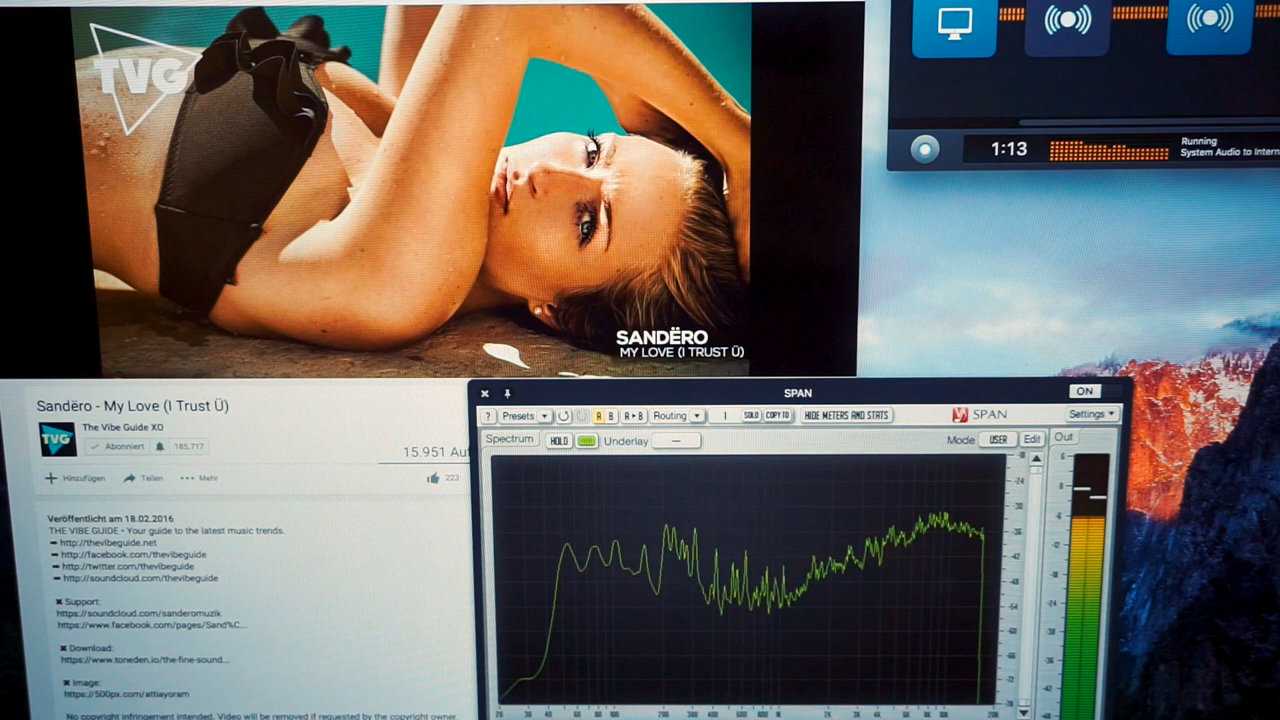 TVG
SANDËRO
MY LOVE (I TRUST Ü)
1:13
Running
System Audio to Intern
Sandëro - My Love (I Trust Ü)
TVG
The Vibe Guide XO
Abonniert
185.717
15.951 Auf
Hinzufügen
Teilen
Mehr
223
Veröffentlicht am 18.02.2016
THE VIBE GUIDE • Your guide to the latest music trends.
http://thevibeguide.net
http://facebook.com/thevibeguide
http://twitter.com/thevibeguide
http://soundcloud.com/thevibeguide
Support:
https://soundcloud.com/sanderomuzik
https://www.facebook.com/pages/Sand%C...
Download:
https://www.toneden.io/the-fine-sound...
Image:
https://500px.com/attiayoram
No copyright infringement intended. Video will be removed if requested by the copyright owner.
SPAN
ON
? Presets A B A▸B Routing 1 SOLO COPY TO HIDE METERS AND STATS SPAN Settings
Spectrum HOLD Underlay — Mode USER Edit Out